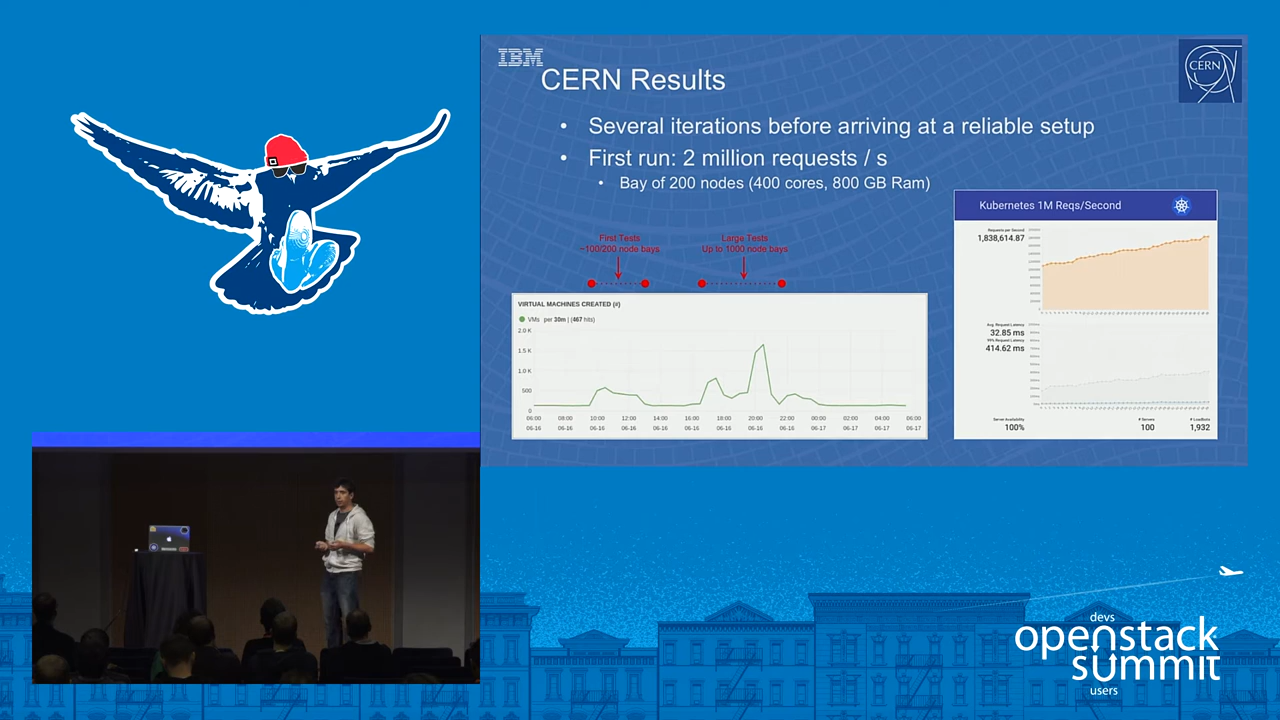 IBM
CERN Results
CERN
• Several iterations before arriving at a reliable setup
• First run: 2 million requests / s
• Bay of 200 nodes (400 cores, 800 GB Ram)
First Tests
~100/200 node bays
Large Tests
Up to 1000 node bays
VIRTUAL MACHINES CREATED (#)
VMs per 30m | (467 hits)
2.0 K
1.5 K
1.0 K
500
0
06:00 08:00 10:00 12:00 14:00 16:00 18:00 20:00 22:00 00:00 02:00 04:00 06:00
06-16 06-16 06-16 06-16 06-16 06-16 06-16 06-16 06-16 06-17 06-17 06-17 06-17
Kubernetes 1M Reqs/Second
Requests per Second
1,838,614.87
Avg. Request Latency
32.85 ms
99% Request Latency
414.62 ms
Server Availability
100%
# Servers
100
# Loadbots
1,932
devs
openstack
summit
users